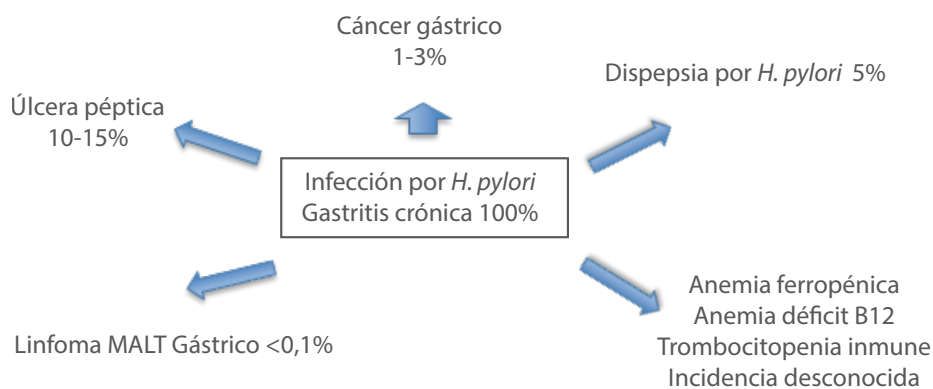 Cáncer gástrico
1-3%
Dispepsia por H. pylori 5%
Úlcera péptica
10-15%
Infección por H. pylori
Gastritis crónica 100%
Linfoma MALT Gástrico <0,1%
Anemia ferropénica
Anemia déficit B12
Trombocitopenia inmune
Incidencia desconocida